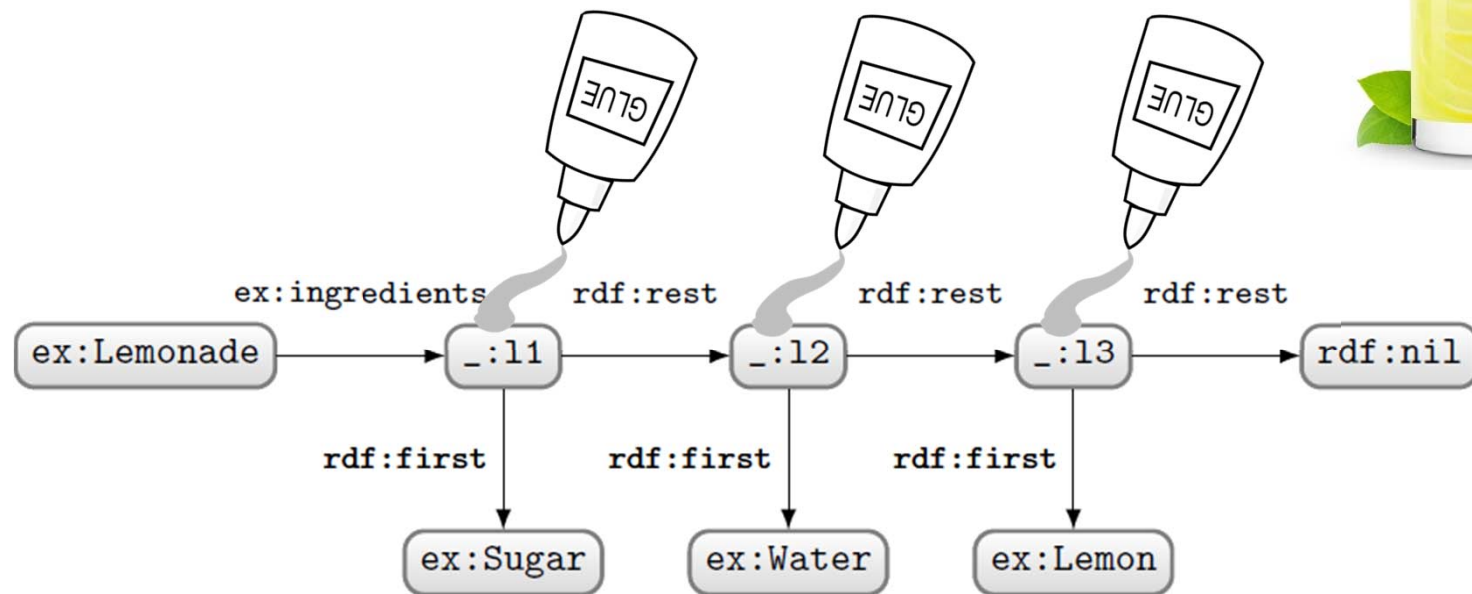 GLUE GLUE GLUE
ex:ingredients rdf:rest rdf:rest rdf:rest
ex:Lemonade _:l1 _:l2 _:l3 rdf:nil
rdf:first rdf:first rdf:first
ex:Sugar ex:Water ex:Lemon